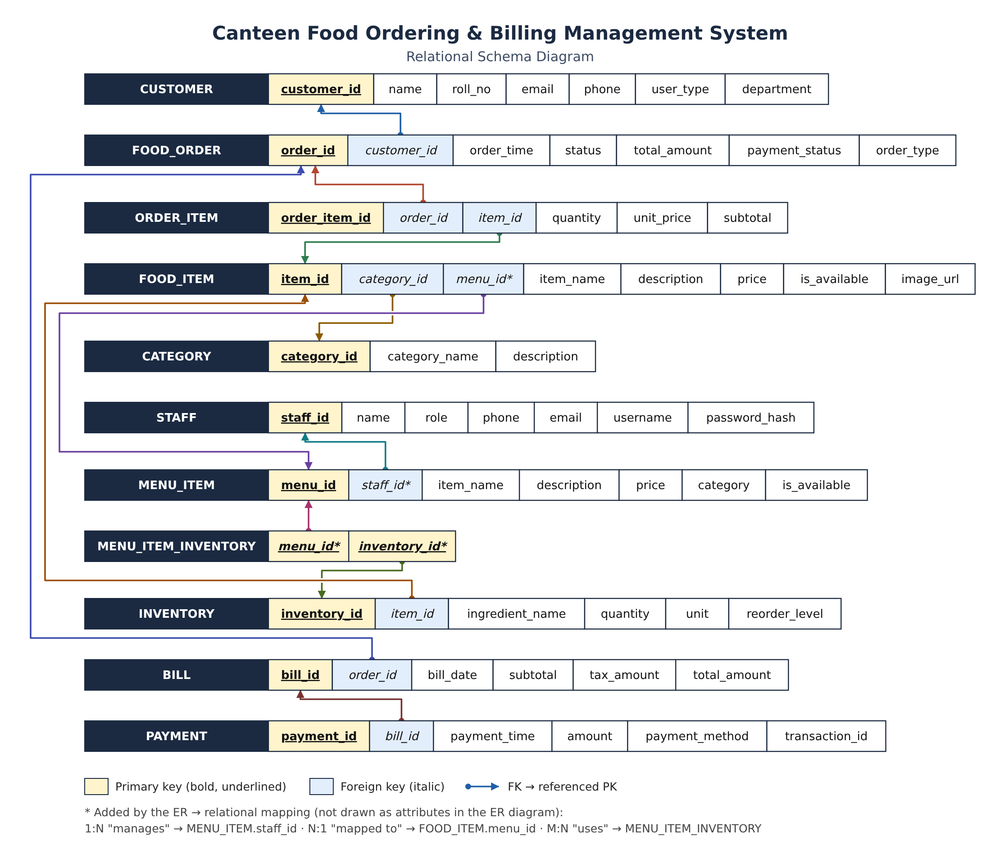 Canteen Food Ordering & Billing Management System
Relational Schema Diagram
CUSTOMER customer_id name roll_no email phone user_type department
FOOD_ORDER order_id customer_id order_time status total_amount payment_status order_type
ORDER_ITEM order_item_id order_id item_id quantity unit_price subtotal
FOOD_ITEM item_id category_id menu_id* item_name description price is_available image_url
CATEGORY category_id category_name description
STAFF staff_id name role phone email username password_hash
MENU_ITEM menu_id staff_id* item_name description price category is_available
MENU_ITEM_INVENTORY menu_id* inventory_id*
INVENTORY inventory_id item_id ingredient_name quantity unit reorder_level
BILL bill_id order_id bill_date subtotal tax_amount total_amount
PAYMENT payment_id bill_id payment_time amount payment_method transaction_id
Primary key (bold, underlined) Foreign key (italic) FK → referenced PK
* Added by the ER → relational mapping (not drawn as attributes in the ER diagram):
1:N "manages" → MENU_ITEM.staff_id · N:1 "mapped to" → FOOD_ITEM.menu_id · M:N "uses" → MENU_ITEM_INVENTORY